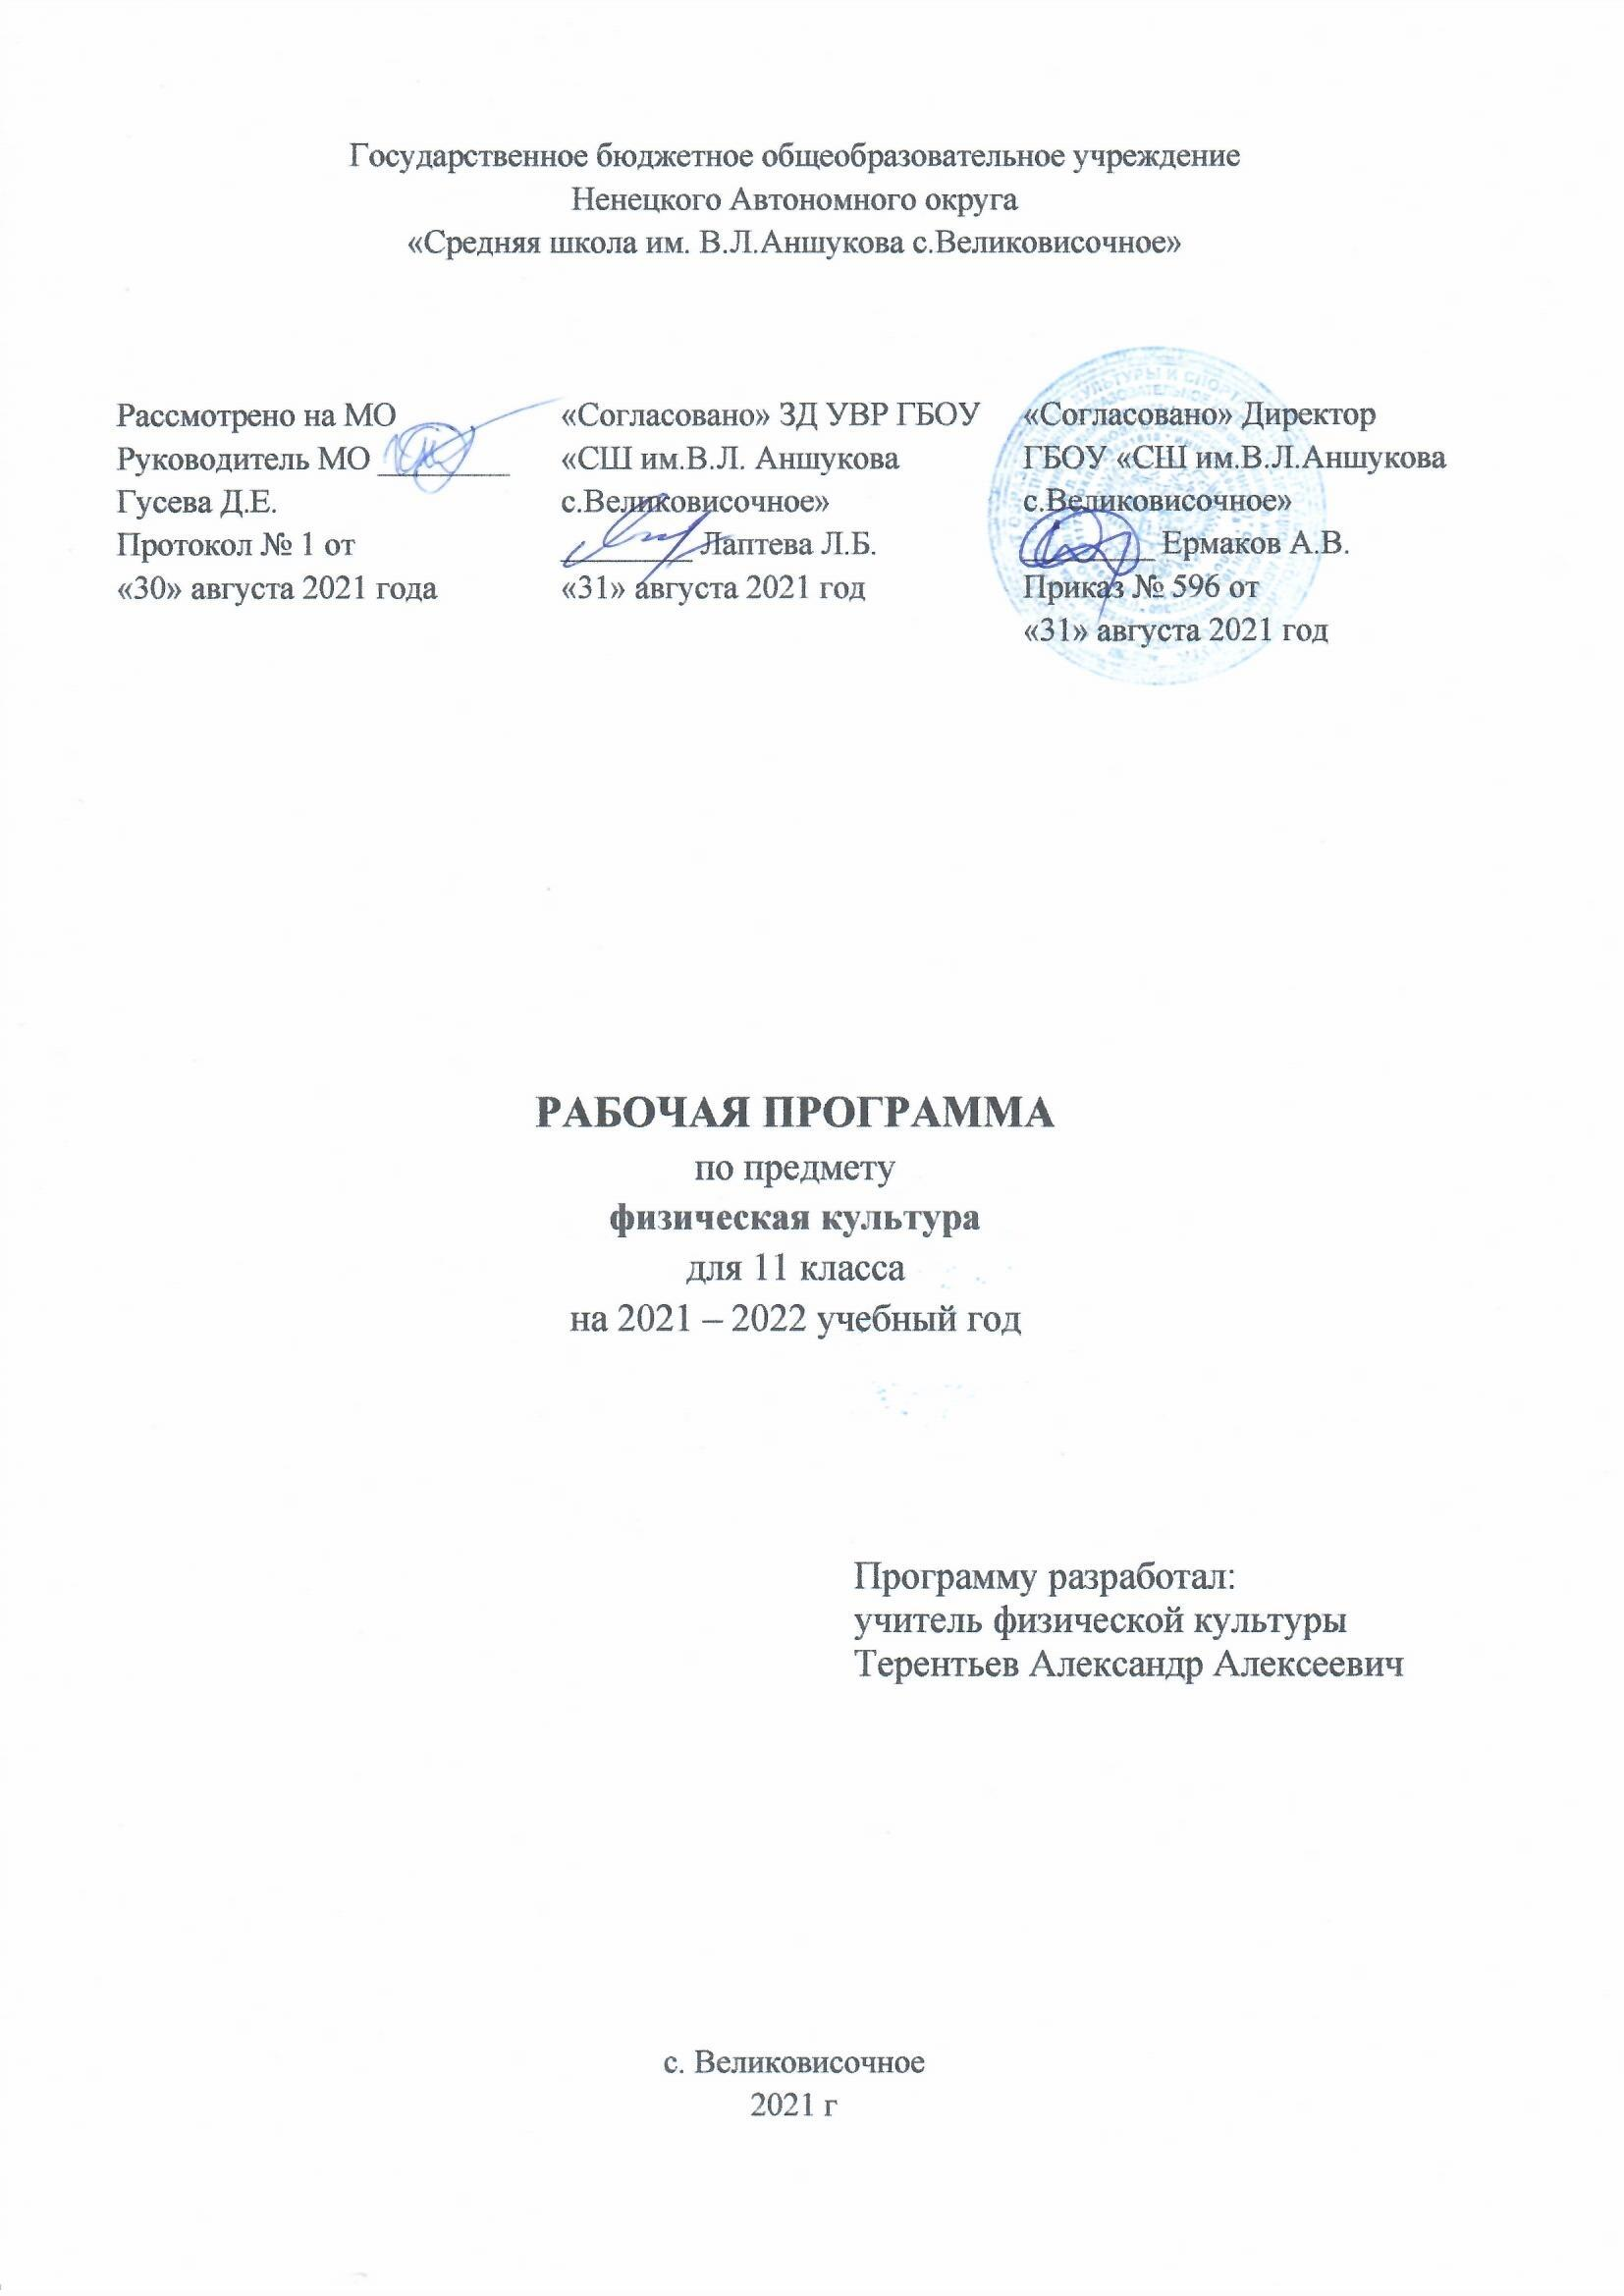 Государственное бюджетное общеобразовательное учреждение
Ненецкого Автономного округа
«Средняя школа им. В.Л.Аншукова с.Великовисочное»
Рассмотрено на МО
Руководитель МО ________
Гусева Д.Е.
Протокол № 1 от
«30» августа 2021 года
«Согласовано» ЗД УВР ГБОУ
«СШ им.В.Л. Аншукова
с.Великовисочное»
________Лаптева Л.Б.
«31» августа 2021 год
«Согласовано» Директор
ГБОУ «СШ им.В.Л.Аншукова
с.Великовисочное»
________ Ермаков А.В.
Приказ № 596 от
«31» августа 2021 год
РАБОЧАЯ ПРОГРАММА
по предмету
физическая культура
для 11 класса
на 2021 – 2022 учебный год
Программу разработал:
учитель физической культуры
Терентьев Александр Алексеевич
с. Великовисочное
2021 г